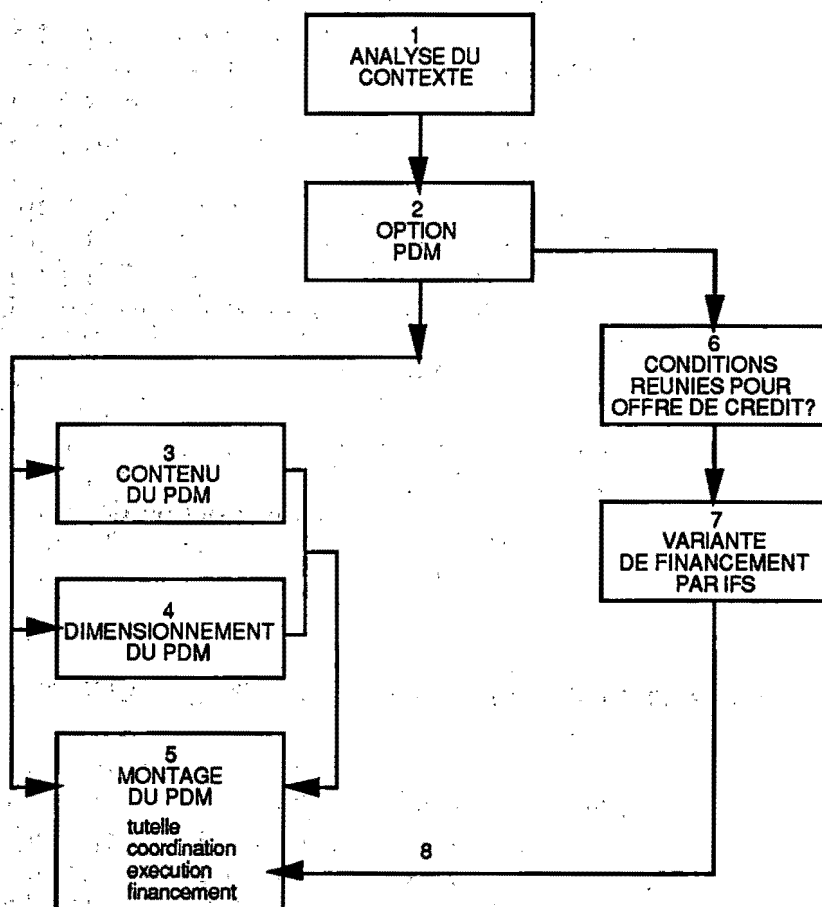 1
ANALYSE DU
CONTEXTE
2
OPTION
PDM
3
CONTENU
DU PDM
4
DIMENSIONNEMENT
DU PDM
5
MONTAGE
DU PDM
tutelle
coordination
execution
financement
6
CONDITIONS
REUNIES POUR
OFFRE DE CREDIT?
7
VARIANTE
DE FINANCEMENT
PAR IFS
8